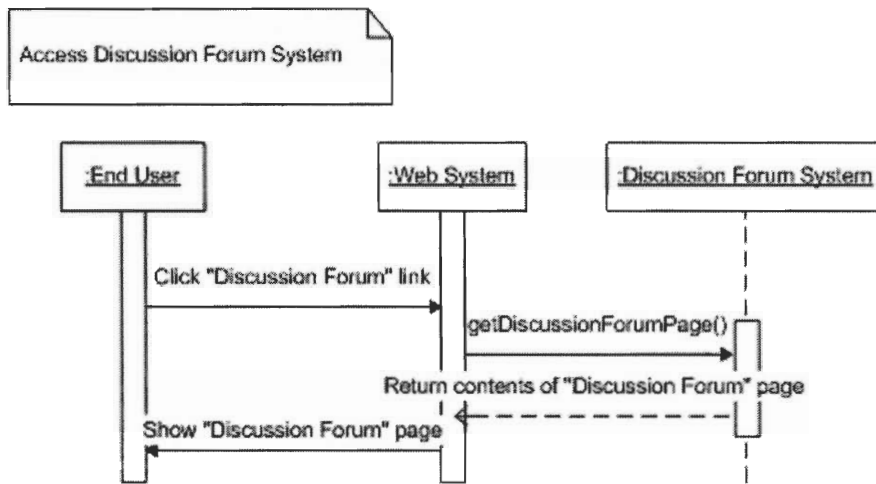 Access Discussion Forum System
:End User
:Web System
:Discussion Forum System
Click "Discussion Forum" link
getDiscussionForumPage()
Return contents of "Discussion Forum" page
Show "Discussion Forum" page